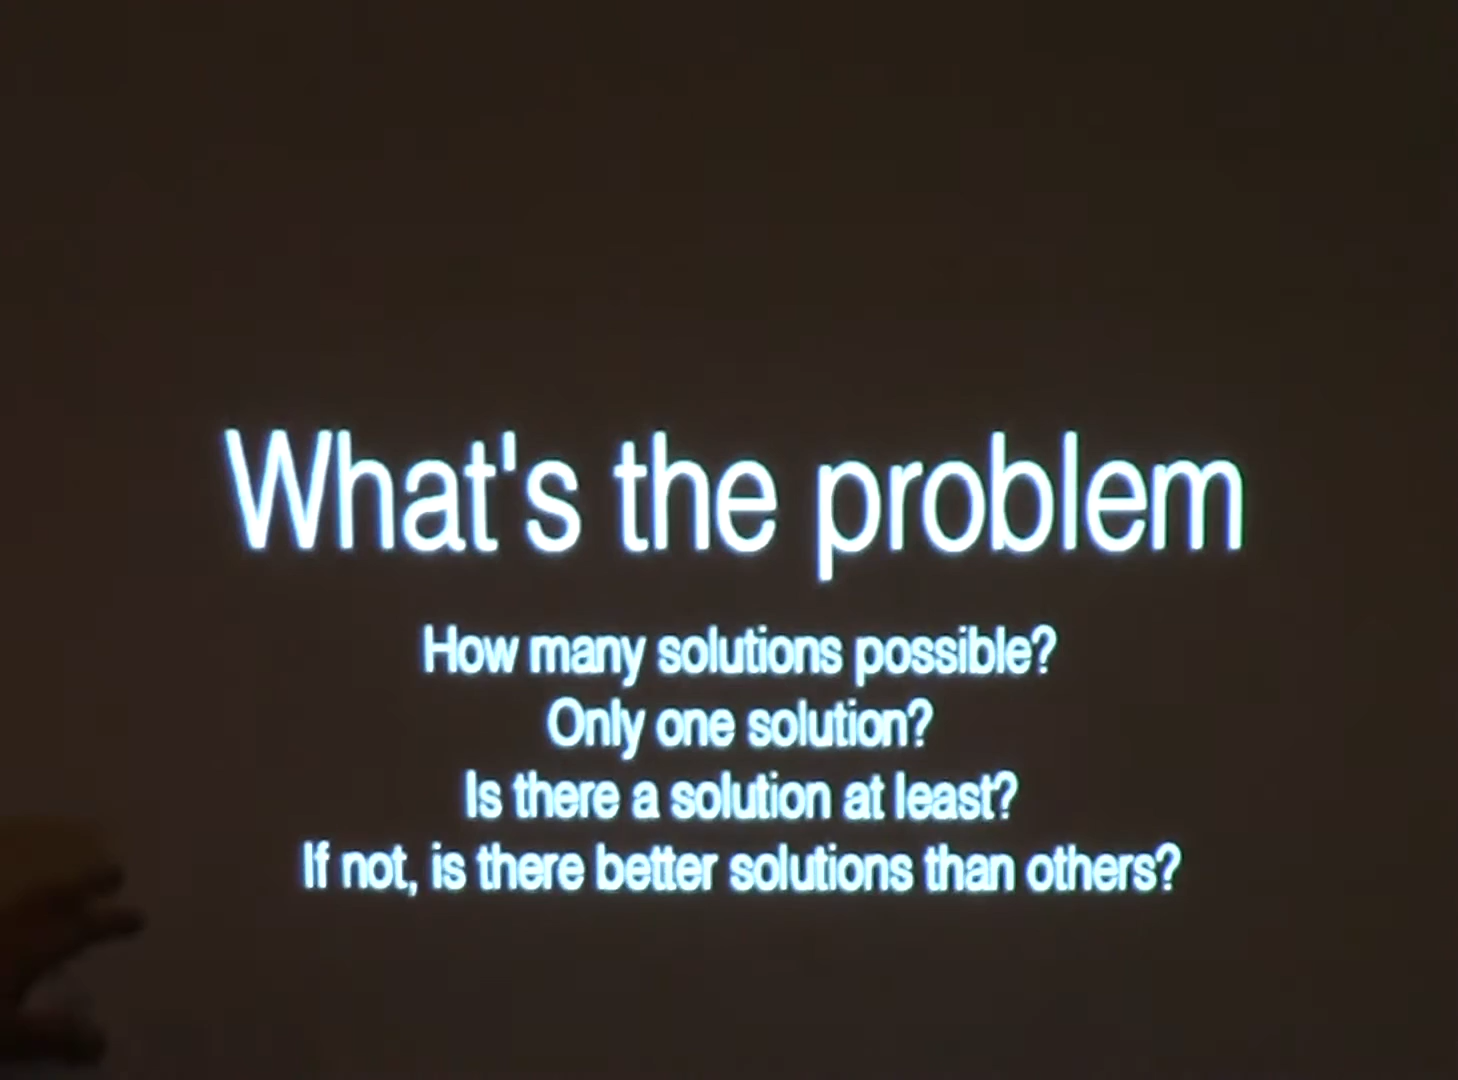 What's the problem
How many solutions possible?
Only one solution?
Is there a solution at least?
If not, is there better solutions than others?